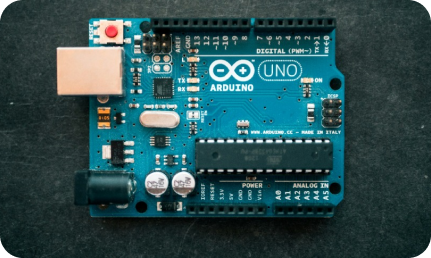 AREF
GND
13
12
~11
~10
~9
8
7
~6
~5
4
~3
2
TX→1
RX←0
DIGITAL (PWM~)
L
TX
RX
UNO
ARDUINO
ON
ICSP
WWW.ARDUINO.CC - MADE IN ITALY
POWER
ANALOG IN
IOREF
RESET
3.3V
5V
GND
GND
Vin
A0
A1
A2
A3
A4
A5